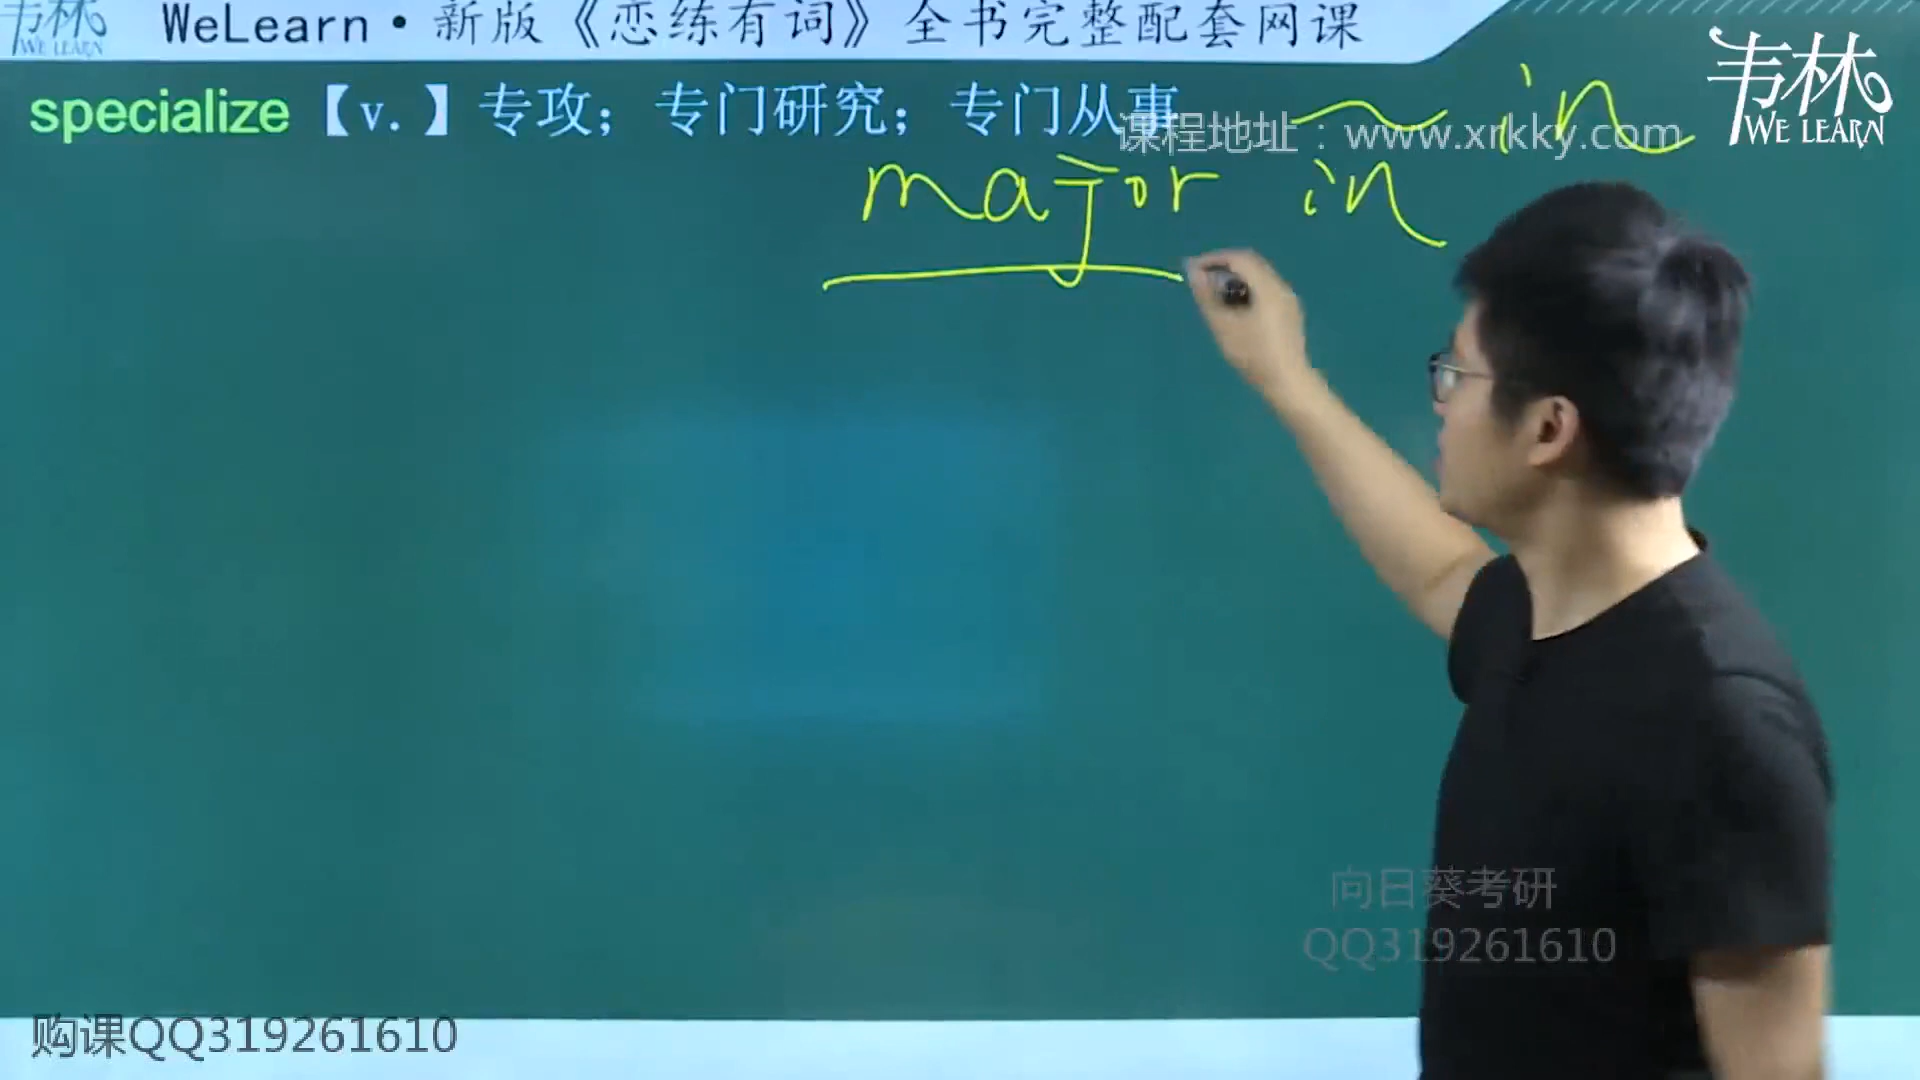 韦林 WE LEARN
WeLearn·新版《恋练有词》全书完整配套网课
韦林 WE LEARN
specialize【v.】专攻；专门研究；专门从事 ～ in
课程地址：www.xrkky.com
major in
向日葵考研
QQ319261610
购课QQ319261610